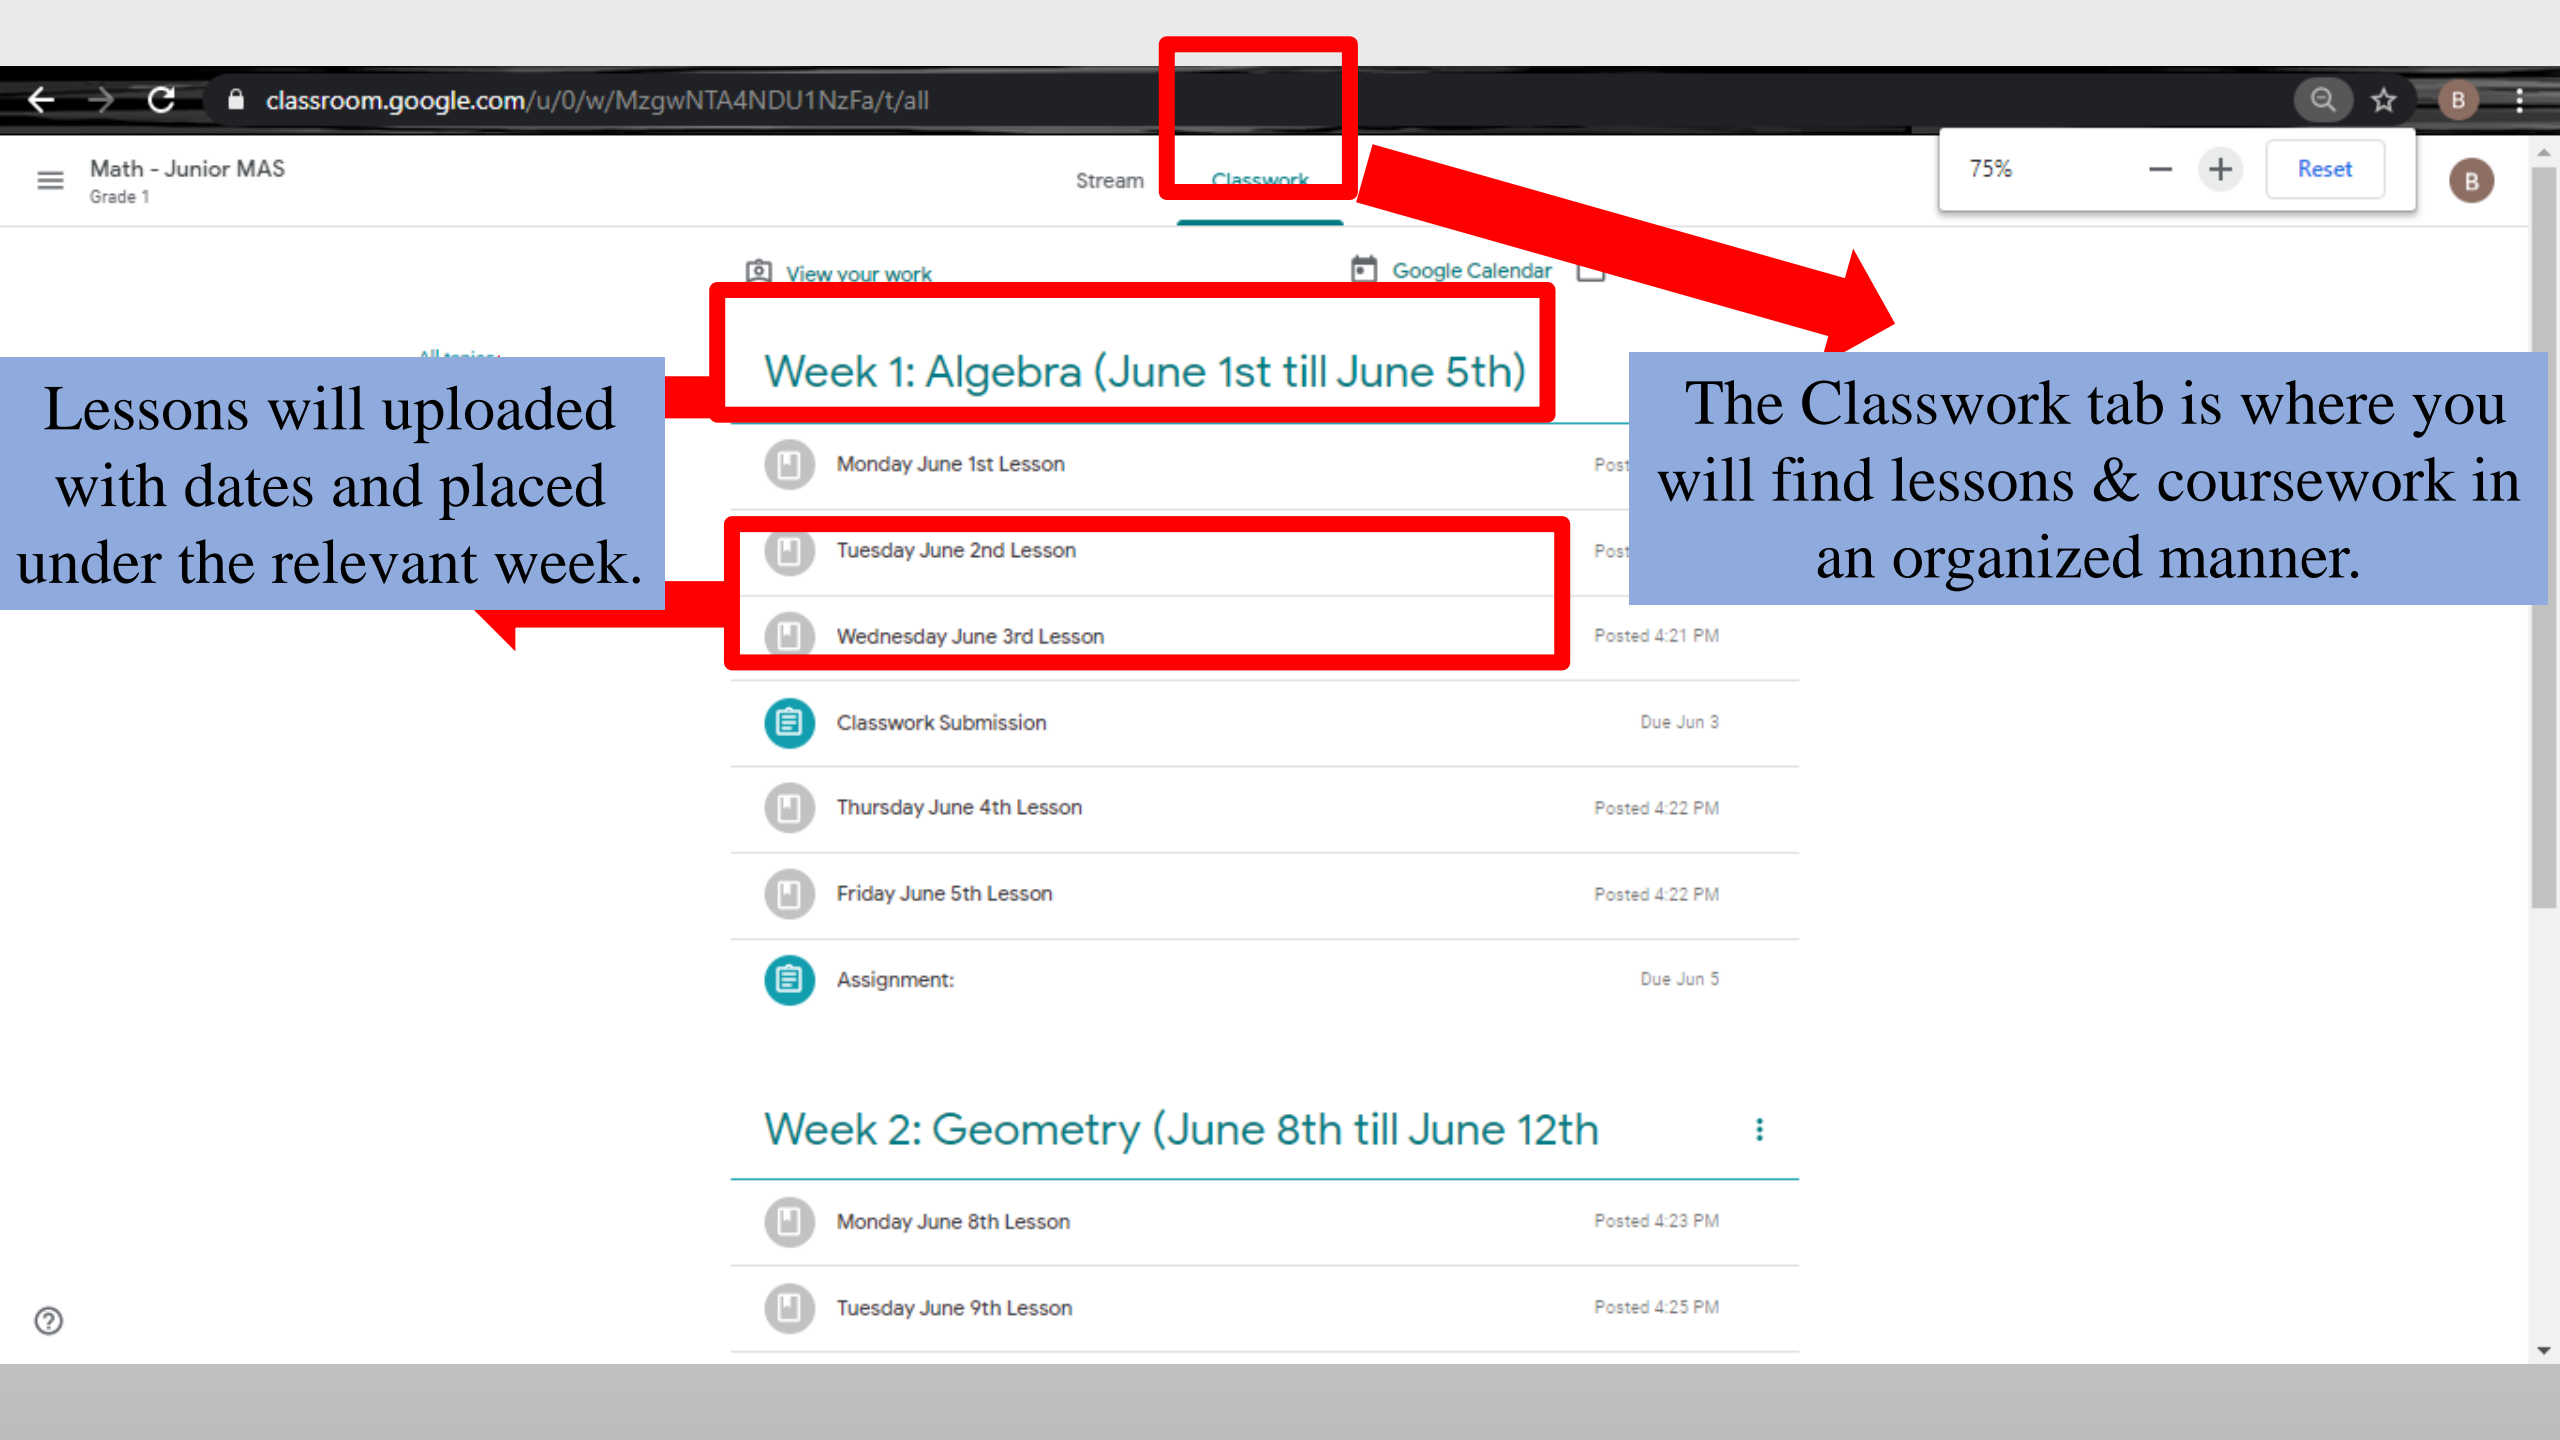 classroom.google.com/u/0/w/MzgwNTA4NDU1NzFa/t/all
B
Math - Junior MAS
Grade 1
Stream
Classwork
75%
Reset
B
View your work
Google Calendar
All topics
Week 1: Algebra (June 1st till June 5th)
Lessons will uploaded
with dates and placed
under the relevant week.
The Classwork tab is where you
will find lessons & coursework in
an organized manner.
Monday June 1st Lesson
Tuesday June 2nd Lesson
Wednesday June 3rd Lesson
Posted 4:21 PM
Classwork Submission
Due Jun 3
Thursday June 4th Lesson
Posted 4:22 PM
Friday June 5th Lesson
Posted 4:22 PM
Assignment:
Due Jun 5
Week 2: Geometry (June 8th till June 12th
Monday June 8th Lesson
Posted 4:23 PM
Tuesday June 9th Lesson
Posted 4:25 PM